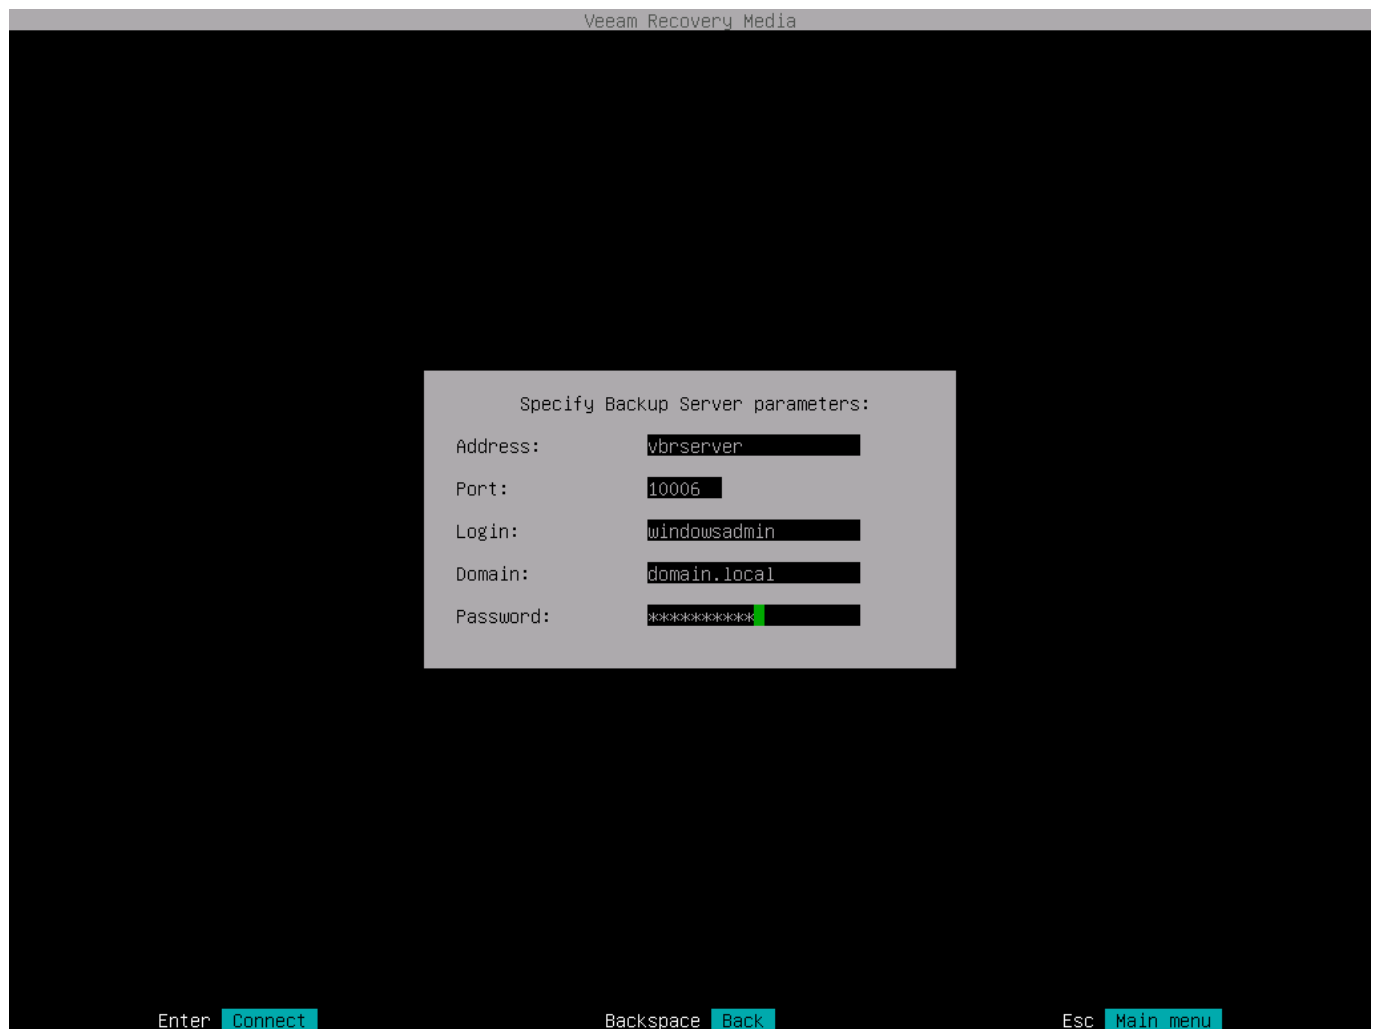 Veeam Recovery Media
Specify Backup Server parameters:
Address: vbrserver
Port: 10006
Login: windowsadmin
Domain: domain.local
Password: **********
Enter Connect Backspace Back Esc Main menu